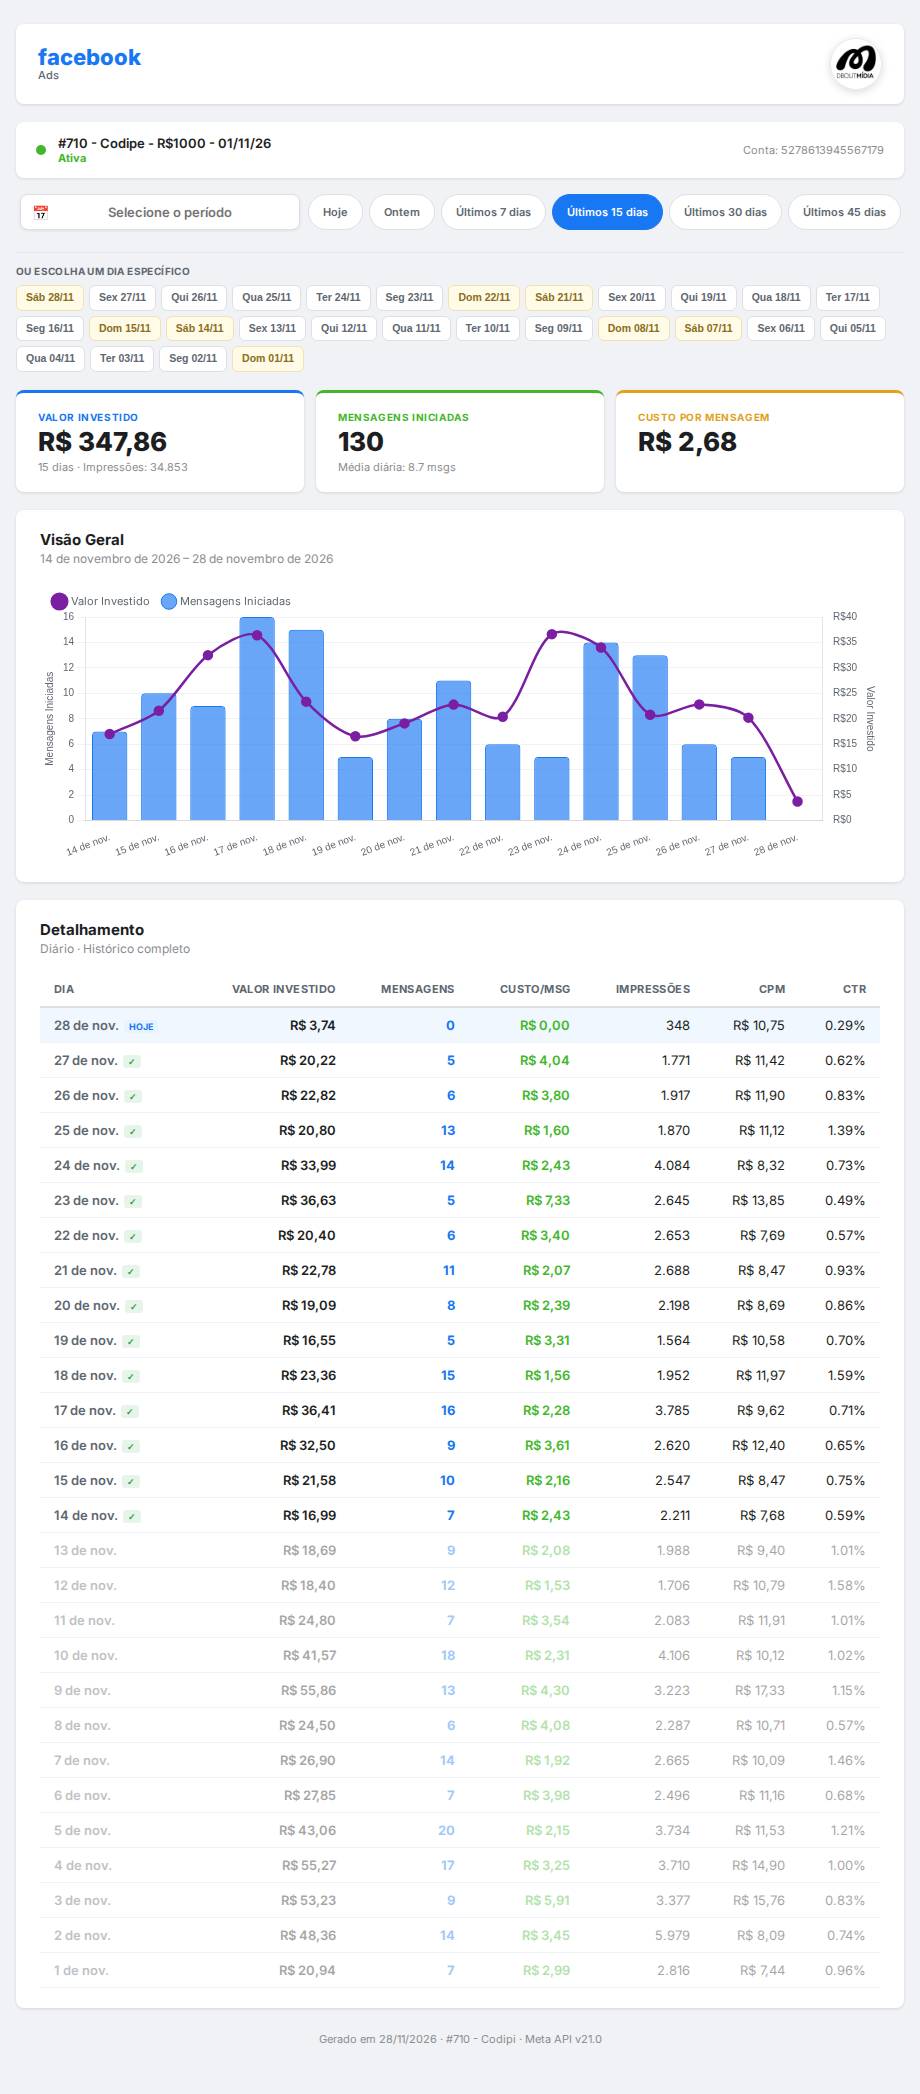 facebook
Ads
DBOUTMÍDIA
#710 - Codipe - R$1000 - 01/11/26
Ativa
Conta: 5278613945567179
Selecione o período
Hoje
Ontem
Últimos 7 dias
Últimos 15 dias
Últimos 30 dias
Últimos 45 dias
OU ESCOLHA UM DIA ESPECÍFICO
Sáb 28/11 Sex 27/11 Qui 26/11 Qua 25/11 Ter 24/11 Seg 23/11 Dom 22/11 Sáb 21/11 Sex 20/11 Qui 19/11 Qua 18/11 Ter 17/11
Seg 16/11 Dom 15/11 Sáb 14/11 Sex 13/11 Qui 12/11 Qua 11/11 Ter 10/11 Seg 09/11 Dom 08/11 Sáb 07/11 Sex 06/11 Qui 05/11
Qua 04/11 Ter 03/11 Seg 02/11 Dom 01/11
VALOR INVESTIDO
R$ 347,86
15 dias · Impressões: 34.853
MENSAGENS INICIADAS
130
Média diária: 8.7 msgs
CUSTO POR MENSAGEM
R$ 2,68
Visão Geral
14 de novembro de 2026 – 28 de novembro de 2026
Valor Investido
Mensagens Iniciadas
Mensagens Iniciadas
16
14
12
10
8
6
4
2
0
R$40
R$35
R$30
R$25
R$20
R$15
R$10
R$5
R$0
Valor Investido
14 de nov. 15 de nov. 16 de nov. 17 de nov. 18 de nov. 19 de nov. 20 de nov. 21 de nov. 22 de nov. 23 de nov. 24 de nov. 25 de nov. 26 de nov. 27 de nov. 28 de nov.
Detalhamento
Diário · Histórico completo
DIA VALOR INVESTIDO MENSAGENS CUSTO/MSG IMPRESSÕES CPM CTR
28 de nov. HOJE R$ 3,74 0 R$ 0,00 348 R$ 10,75 0.29%
27 de nov. ✓ R$ 20,22 5 R$ 4,04 1.771 R$ 11,42 0.62%
26 de nov. ✓ R$ 22,82 6 R$ 3,80 1.917 R$ 11,90 0.83%
25 de nov. ✓ R$ 20,80 13 R$ 1,60 1.870 R$ 11,12 1.39%
24 de nov. ✓ R$ 33,99 14 R$ 2,43 4.084 R$ 8,32 0.73%
23 de nov. ✓ R$ 36,63 5 R$ 7,33 2.645 R$ 13,85 0.49%
22 de nov. ✓ R$ 20,40 6 R$ 3,40 2.653 R$ 7,69 0.57%
21 de nov. ✓ R$ 22,78 11 R$ 2,07 2.688 R$ 8,47 0.93%
20 de nov. ✓ R$ 19,09 8 R$ 2,39 2.198 R$ 8,69 0.86%
19 de nov. ✓ R$ 16,55 5 R$ 3,31 1.564 R$ 10,58 0.70%
18 de nov. ✓ R$ 23,36 15 R$ 1,56 1.952 R$ 11,97 1.59%
17 de nov. ✓ R$ 36,41 16 R$ 2,28 3.785 R$ 9,62 0.71%
16 de nov. ✓ R$ 32,50 9 R$ 3,61 2.620 R$ 12,40 0.65%
15 de nov. ✓ R$ 21,58 10 R$ 2,16 2.547 R$ 8,47 0.75%
14 de nov. ✓ R$ 16,99 7 R$ 2,43 2.211 R$ 7,68 0.59%
13 de nov. R$ 18,69 9 R$ 2,08 1.988 R$ 9,40 1.01%
12 de nov. R$ 18,40 12 R$ 1,53 1.706 R$ 10,79 1.58%
11 de nov. R$ 24,80 7 R$ 3,54 2.083 R$ 11,91 1.01%
10 de nov. R$ 41,57 18 R$ 2,31 4.106 R$ 10,12 1.02%
9 de nov. R$ 55,86 13 R$ 4,30 3.223 R$ 17,33 1.15%
8 de nov. R$ 24,50 6 R$ 4,08 2.287 R$ 10,71 0.57%
7 de nov. R$ 26,90 14 R$ 1,92 2.665 R$ 10,09 1.46%
6 de nov. R$ 27,85 7 R$ 3,98 2.496 R$ 11,16 0.68%
5 de nov. R$ 43,06 20 R$ 2,15 3.734 R$ 11,53 1.21%
4 de nov. R$ 55,27 17 R$ 3,25 3.710 R$ 14,90 1.00%
3 de nov. R$ 53,23 9 R$ 5,91 3.377 R$ 15,76 0.83%
2 de nov. R$ 48,36 14 R$ 3,45 5.979 R$ 8,09 0.74%
1 de nov. R$ 20,94 7 R$ 2,99 2.816 R$ 7,44 0.96%
Gerado em 28/11/2026 · #710 - Codipi · Meta API v21.0